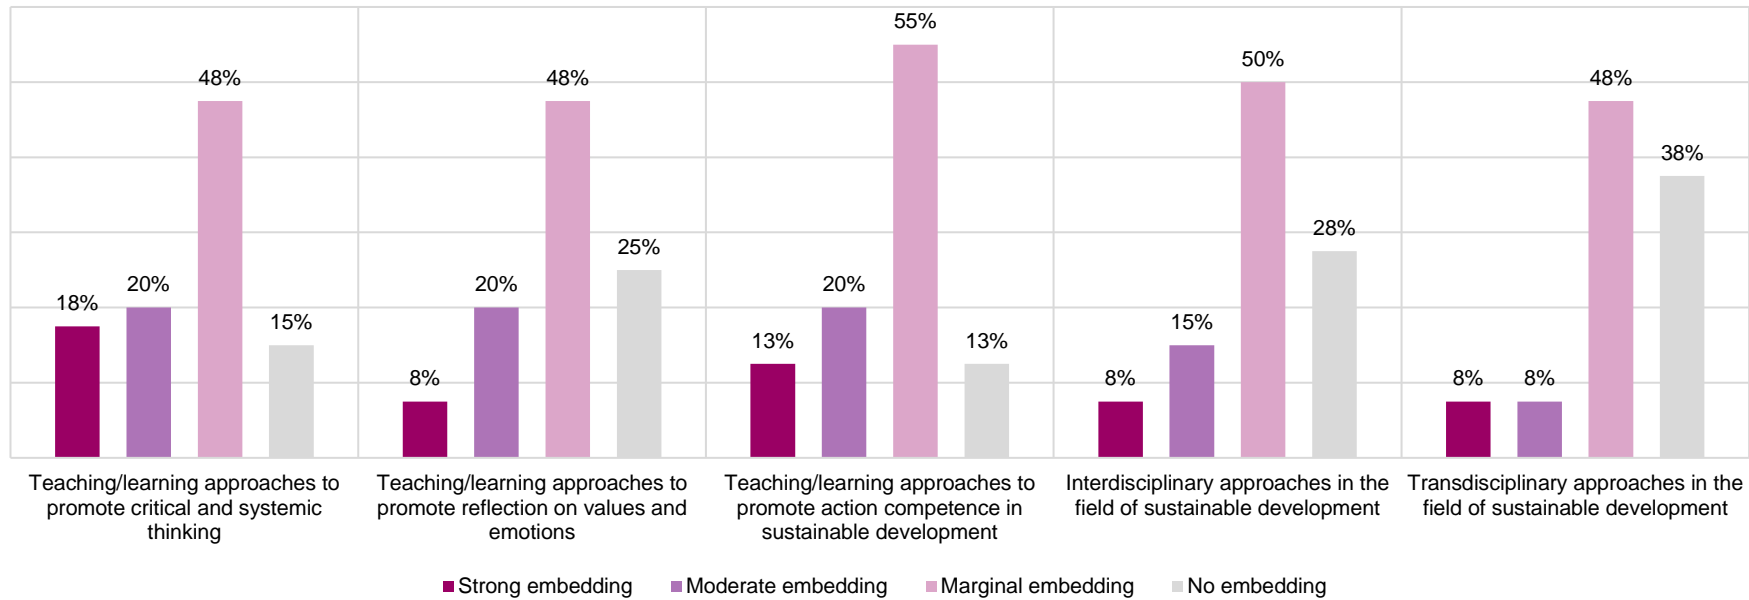 18%
20%
48%
15%
8%
20%
48%
25%
13%
20%
55%
13%
8%
15%
50%
28%
8%
8%
48%
38%
Teaching/learning approaches to
promote critical and systemic
thinking
Teaching/learning approaches to
promote reflection on values and
emotions
Teaching/learning approaches to
promote action competence in
sustainable development
Interdisciplinary approaches in the
field of sustainable development
Transdisciplinary approaches in the
field of sustainable development
Strong embedding
Moderate embedding
Marginal embedding
No embedding